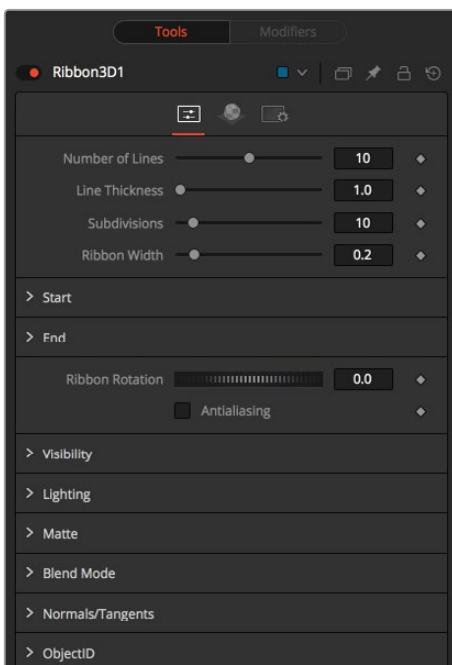 Tools Modifiers
Ribbon3D1
Number of Lines 10
Line Thickness 1.0
Subdivisions 10
Ribbon Width 0.2
Start
End
Ribbon Rotation 0.0
Antialiasing
Visibility
Lighting
Matte
Blend Mode
Normals/Tangents
ObjectID